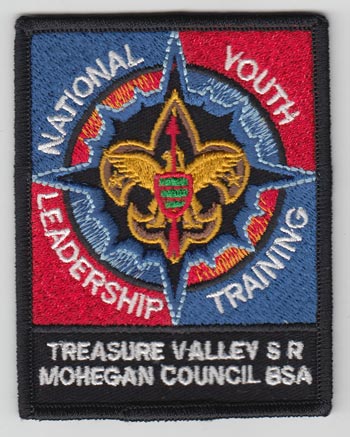 NATIONAL
YOUTH
LEADERSHIP
TRAINING
TREASURE VALLEY S R
MOHEGAN COUNCIL BSA